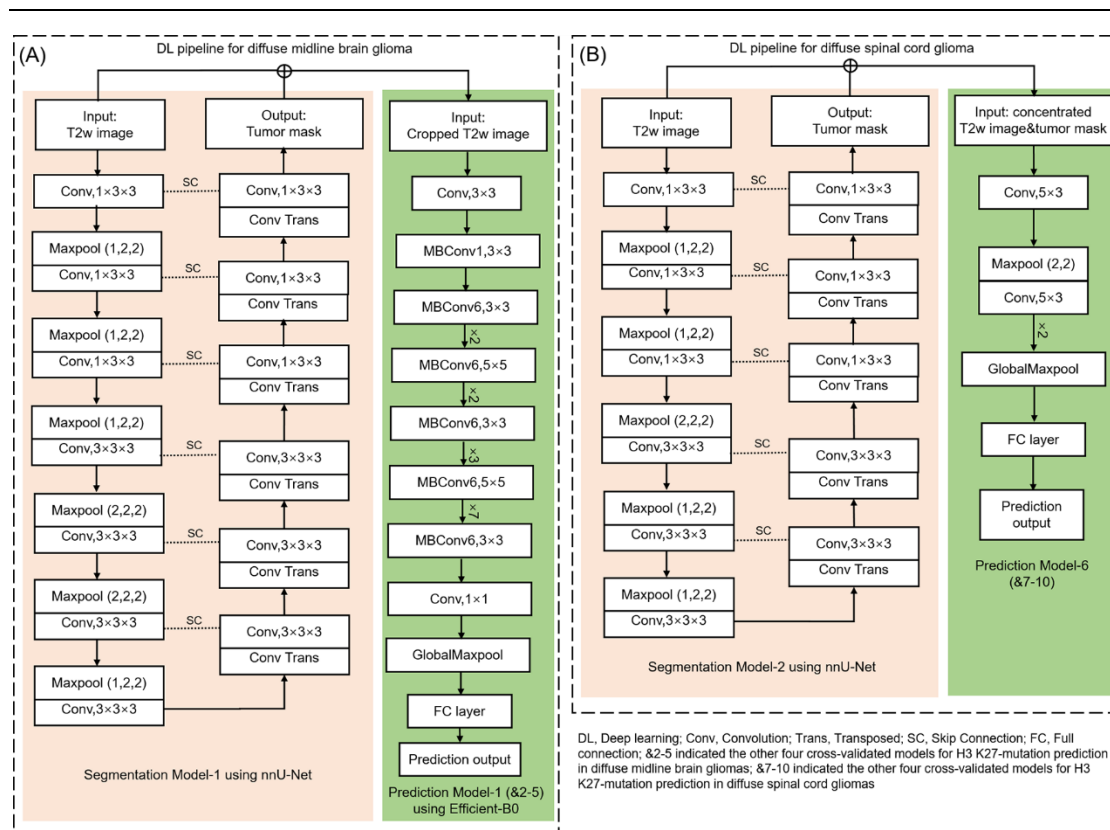 (A)
DL pipeline for diffuse midline brain glioma
Input:
T2w image
Output:
Tumor mask
Input:
Cropped T2w image
Conv,1×3×3
SC
Conv,1×3×3
Conv Trans
Maxpool (1,2,2)
Conv,1×3×3
SC
Conv,1×3×3
Conv Trans
Maxpool (1,2,2)
Conv,1×3×3
SC
Conv,1×3×3
Conv Trans
Maxpool (1,2,2)
Conv,3×3×3
SC
Conv,3×3×3
Conv Trans
Maxpool (2,2,2)
Conv,3×3×3
SC
Conv,3×3×3
Conv Trans
Maxpool (2,2,2)
Conv,3×3×3
SC
Conv,3×3×3
Conv Trans
Maxpool (1,2,2)
Conv,3×3×3
Segmentation Model-1 using nnU-Net
Conv,3×3
MBConv1,3×3
MBConv6,3×3
×2
MBConv6,5×5
×2
MBConv6,3×3
×3
MBConv6,5×5
×7
MBConv6,3×3
Conv,1×1
GlobalMaxpool
FC layer
Prediction output
Prediction Model-1 (&2-5)
using Efficient-B0
(B)
DL pipeline for diffuse spinal cord glioma
Input:
T2w image
Output:
Tumor mask
Input: concentrated
T2w image&tumor mask
Conv,1×3×3
SC
Conv,1×3×3
Conv Trans
Maxpool (1,2,2)
Conv,1×3×3
SC
Conv,1×3×3
Conv Trans
Maxpool (1,2,2)
Conv,1×3×3
SC
Conv,1×3×3
Conv Trans
Maxpool (2,2,2)
Conv,3×3×3
SC
Conv,3×3×3
Conv Trans
Maxpool (1,2,2)
Conv,3×3×3
SC
Conv,3×3×3
Conv Trans
Maxpool (1,2,2)
Conv,3×3×3
Segmentation Model-2 using nnU-Net
Conv,5×3
Maxpool (2,2)
Conv,5×3
×2
GlobalMaxpool
FC layer
Prediction
output
Prediction Model-6
(&7-10)
DL, Deep learning; Conv, Convolution; Trans, Transposed; SC, Skip Connection; FC, Full
connection; &2-5 indicated the other four cross-validated models for H3 K27-mutation prediction
in diffuse midline brain gliomas; &7-10 indicated the other four cross-validated models for H3
K27-mutation prediction in diffuse spinal cord gliomas